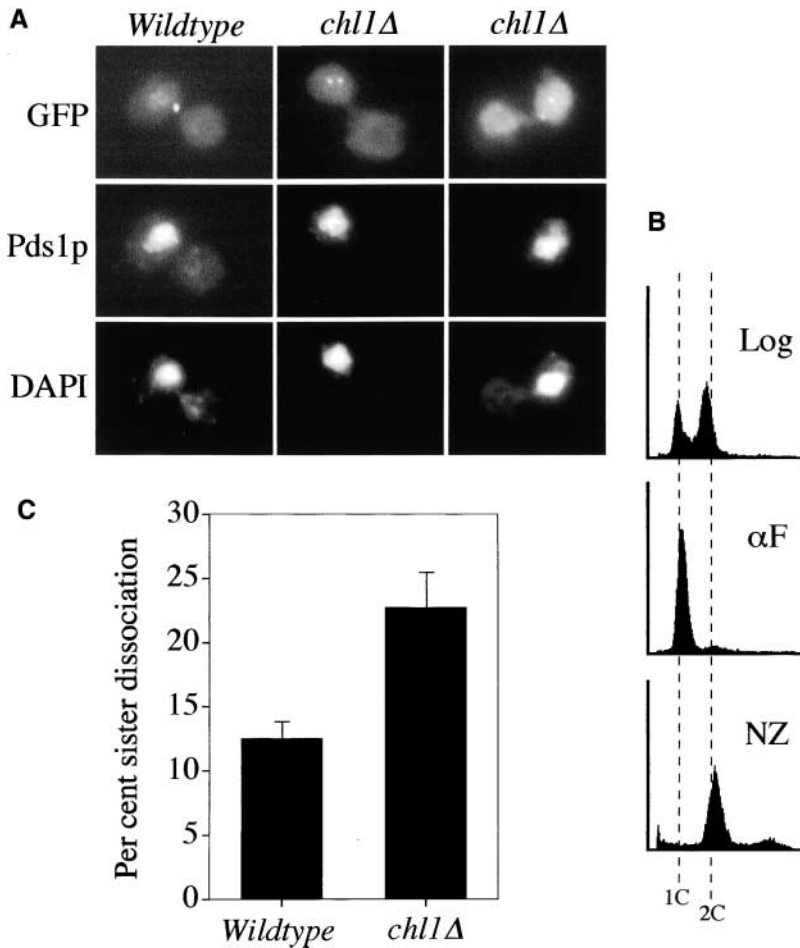 A
Wildtype chl1Δ chl1Δ
GFP
Pds1p
DAPI
B
Log
αF
NZ
1C
2C
C
Per cent sister dissociation
30
25
20
15
10
5
0
Wildtype chl1Δ